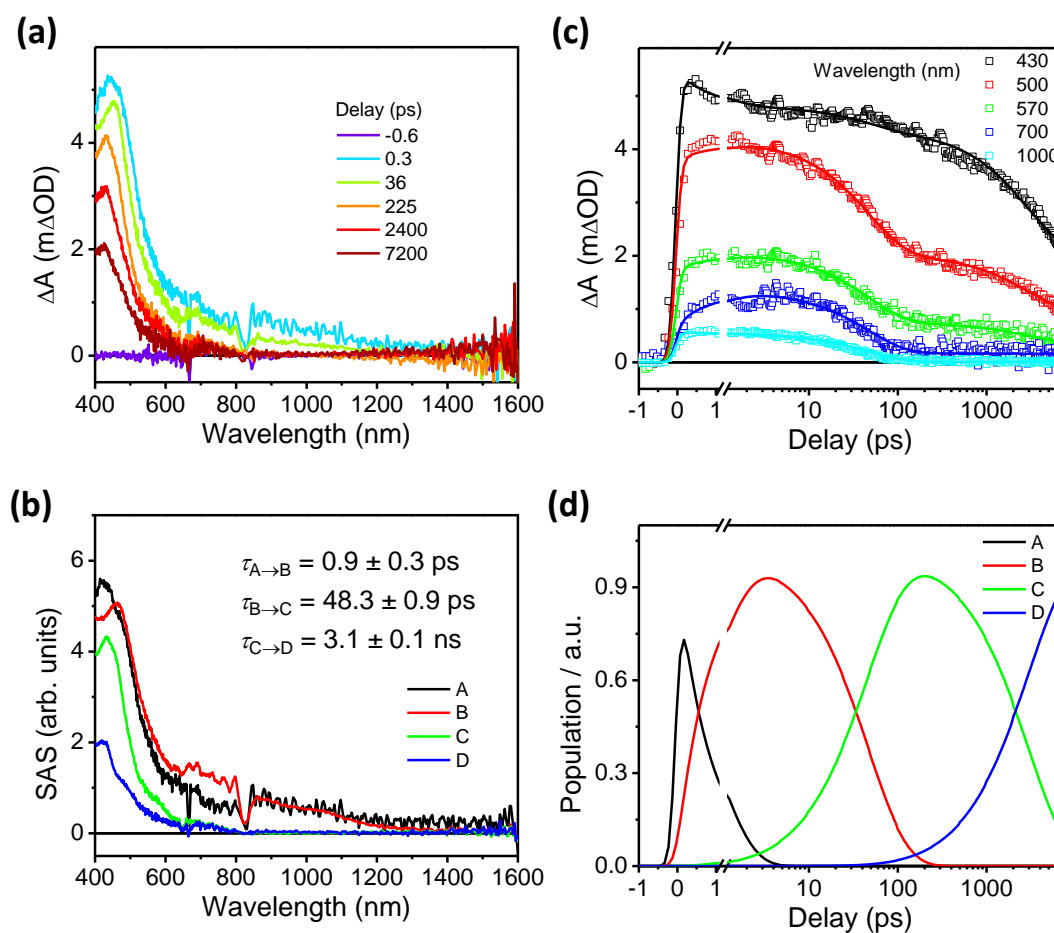 (a)
ΔA (mΔOD)
4
2
0
Delay (ps)
-0.6
0.3
36
225
2400
7200
400 600 800 1000 1200 1400 1600
Wavelength (nm)
(c)
ΔA (mΔOD)
4
2
0
Wavelength (nm)
430
500
570
700
1000
-1 0 1 10 100 1000
Delay (ps)
(b)
SAS (arb. units)
6
4
2
0
τA→B = 0.9 ± 0.3 ps
τB→C = 48.3 ± 0.9 ps
τC→D = 3.1 ± 0.1 ns
A
B
C
D
400 600 800 1000 1200 1400 1600
Wavelength (nm)
(d)
Population / a.u.
0.9
0.6
0.3
0.0
A
B
C
D
-1 0 1 10 100 1000
Delay (ps)